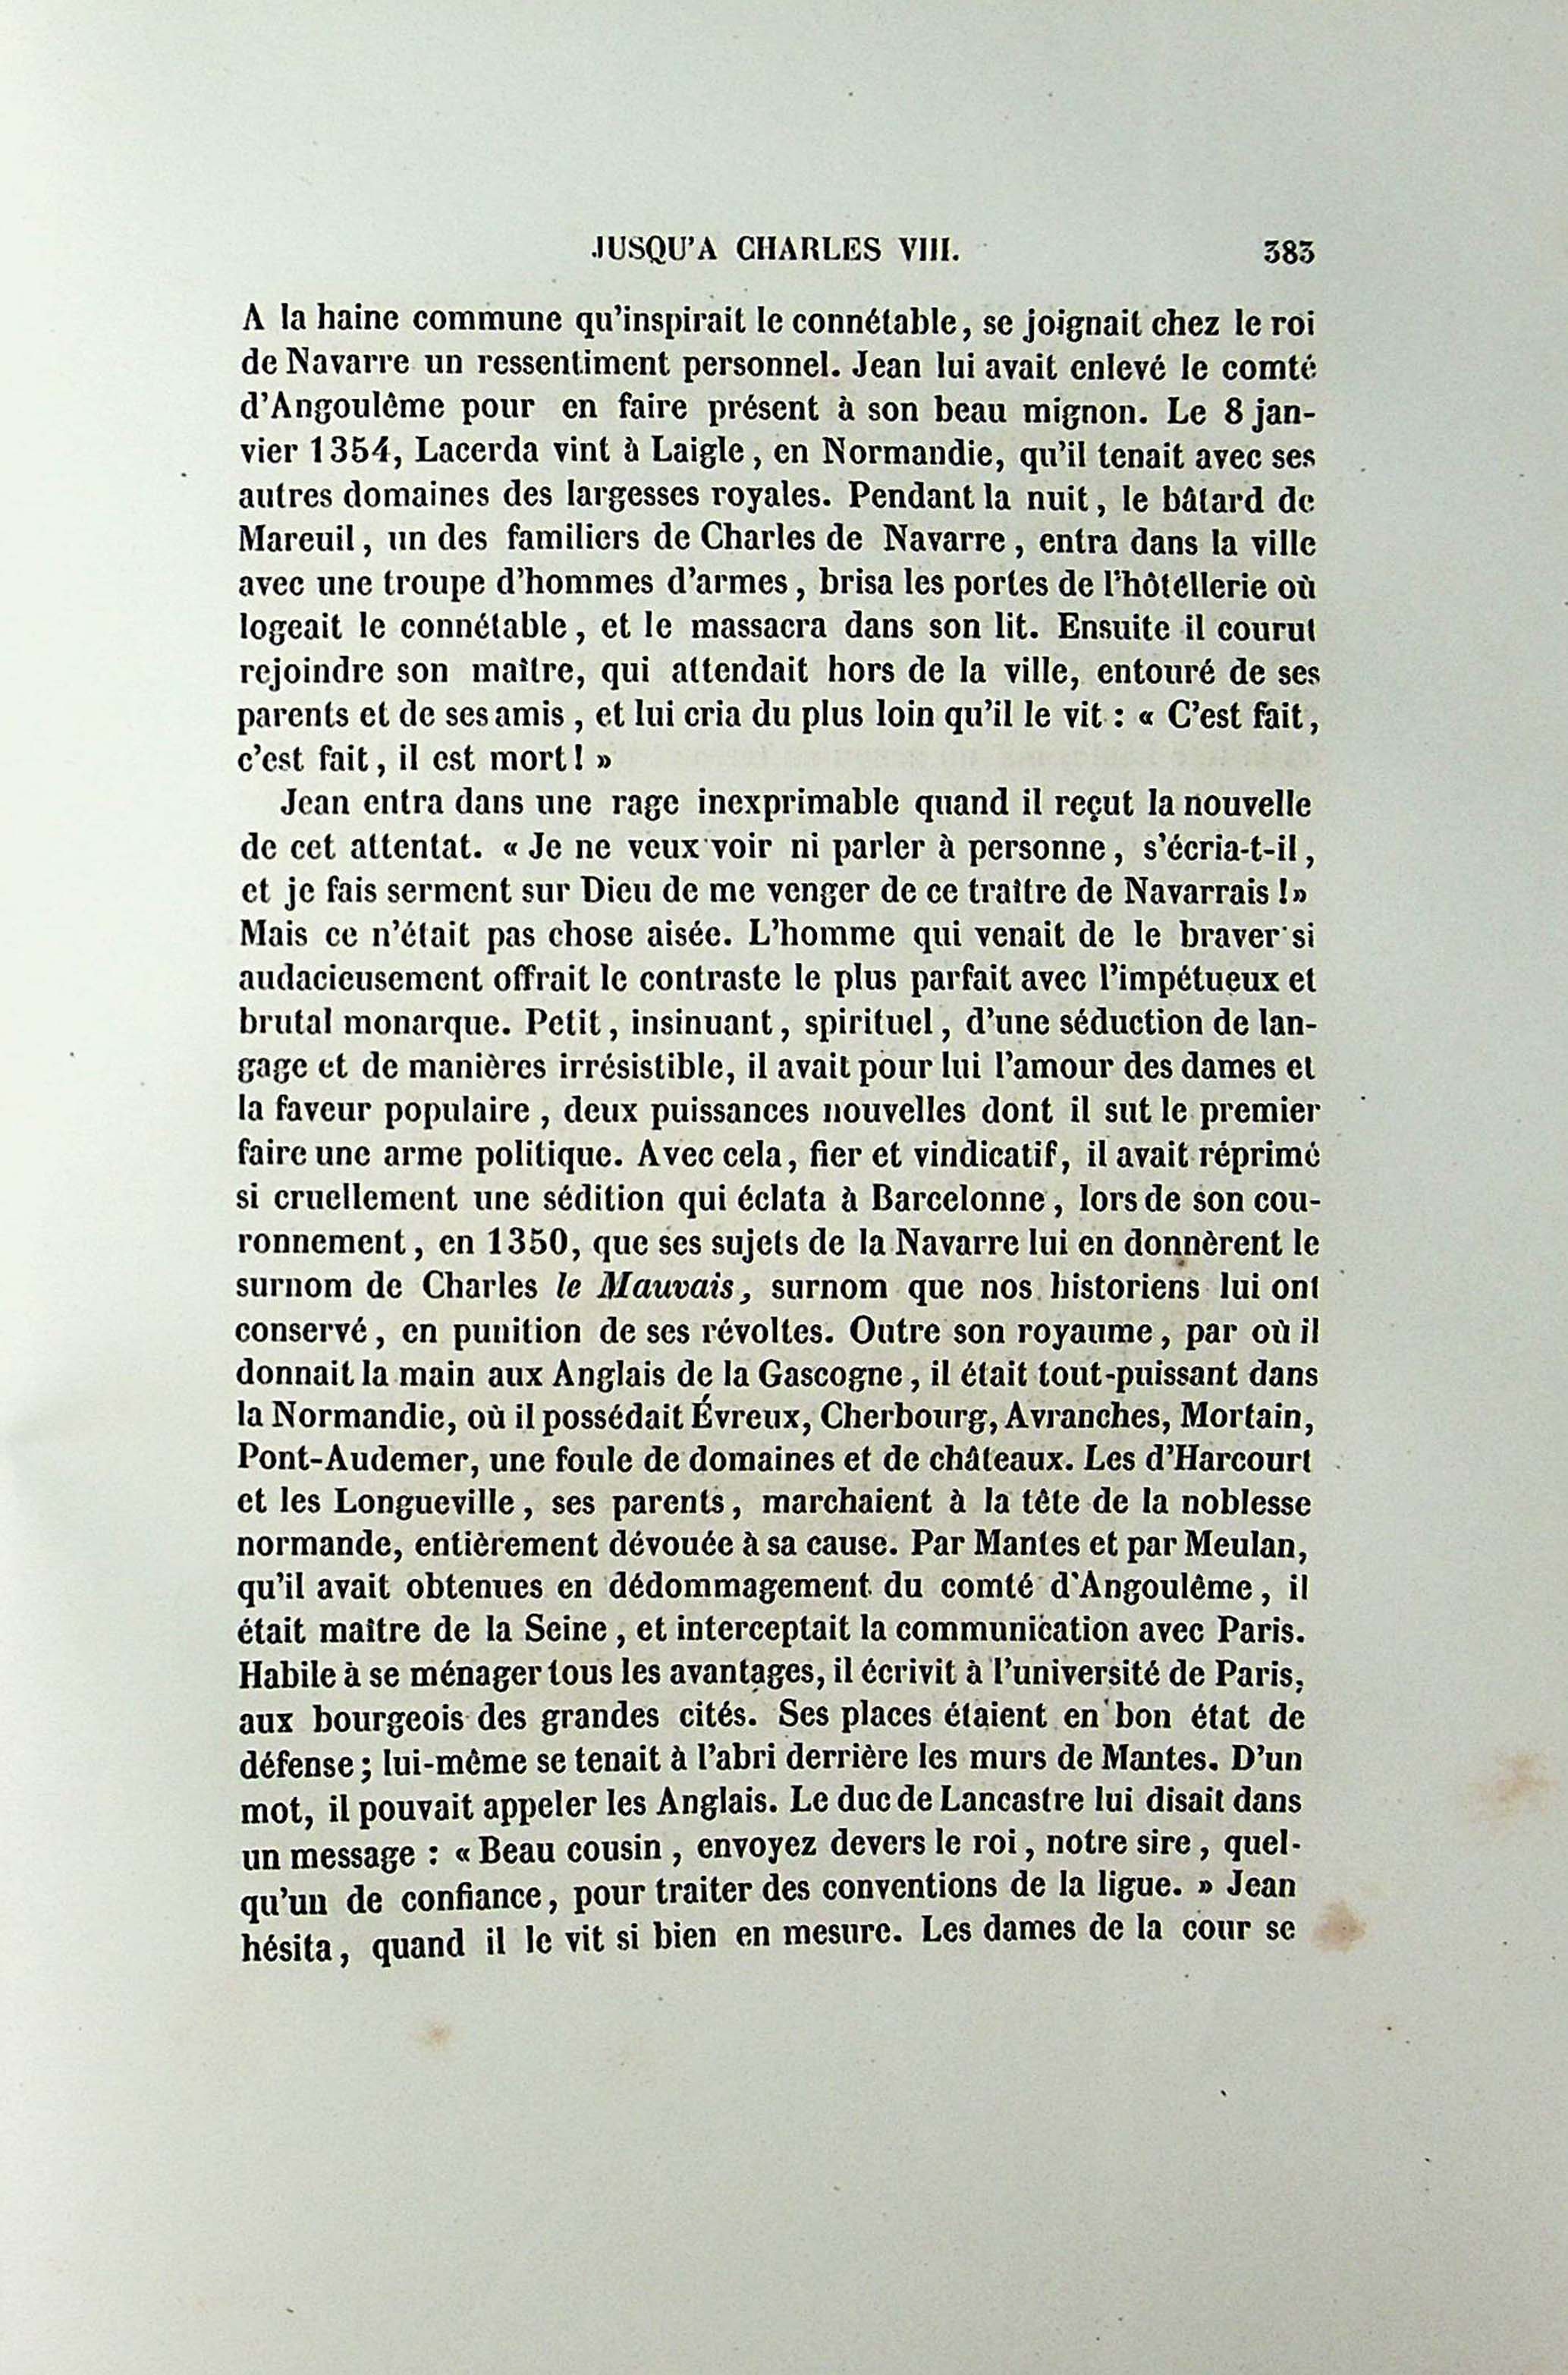 JUSQU'A CHARLES VIII. 383
A la haine commune qu'inspirait le connétable, se joignait chez le roi
de Navarre un ressentiment personnel. Jean lui avait enlevé le comté
d'Angoulême pour en faire présent à son beau mignon. Le 8 jan-
vier 1354, Lacerda vint à Laigle, en Normandie, qu'il tenait avec ses
autres domaines des largesses royales. Pendant la nuit, le bâtard de
Mareuil, un des familiers de Charles de Navarre, entra dans la ville
avec une troupe d'hommes d'armes, brisa les portes de l'hôtellerie où
logeait le connétable, et le massacra dans son lit. Ensuite il courut
rejoindre son maître, qui attendait hors de la ville, entouré de ses
parents et de ses amis, et lui cria du plus loin qu'il le vit : « C'est fait,
c'est fait, il est mort! »
Jean entra dans une rage inexprimable quand il reçut la nouvelle
de cet attentat. « Je ne veux voir ni parler à personne, s'écria-t-il,
et je fais serment sur Dieu de me venger de ce traître de Navarrais !»
Mais ce n'était pas chose aisée. L'homme qui venait de le braver si
audacieusement offrait le contraste le plus parfait avec l'impétueux et
brutal monarque. Petit, insinuant, spirituel, d'une séduction de lan-
gage et de manières irrésistible, il avait pour lui l'amour des dames et
la faveur populaire, deux puissances nouvelles dont il sut le premier
faire une arme politique. Avec cela, fier et vindicatif, il avait réprimé
si cruellement une sédition qui éclata à Barcelonne, lors de son cou-
ronnement, en 1350, que ses sujets de la Navarre lui en donnèrent le
surnom de Charles le Mauvais, surnom que nos historiens lui ont
conservé, en punition de ses révoltes. Outre son royaume, par où il
donnait la main aux Anglais de la Gascogne, il était tout-puissant dans
la Normandie, où il possédait Évreux, Cherbourg, Avranches, Mortain,
Pont-Audemer, une foule de domaines et de châteaux. Les d'Harcourt
et les Longueville, ses parents, marchaient à la tête de la noblesse
normande, entièrement dévouée à sa cause. Par Mantes et par Meulan,
qu'il avait obtenues en dédommagement du comté d'Angoulême, il
était maître de la Seine, et interceptait la communication avec Paris.
Habile à se ménager tous les avantages, il écrivit à l'université de Paris,
aux bourgeois des grandes cités. Ses places étaient en bon état de
défense; lui-même se tenait à l'abri derrière les murs de Mantes. D'un
mot, il pouvait appeler les Anglais. Le duc de Lancastre lui disait dans
un message : « Beau cousin, envoyez devers le roi, notre sire, quel-
qu'un de confiance, pour traiter des conventions de la ligue. » Jean
hésita, quand il le vit si bien en mesure. Les dames de la cour se